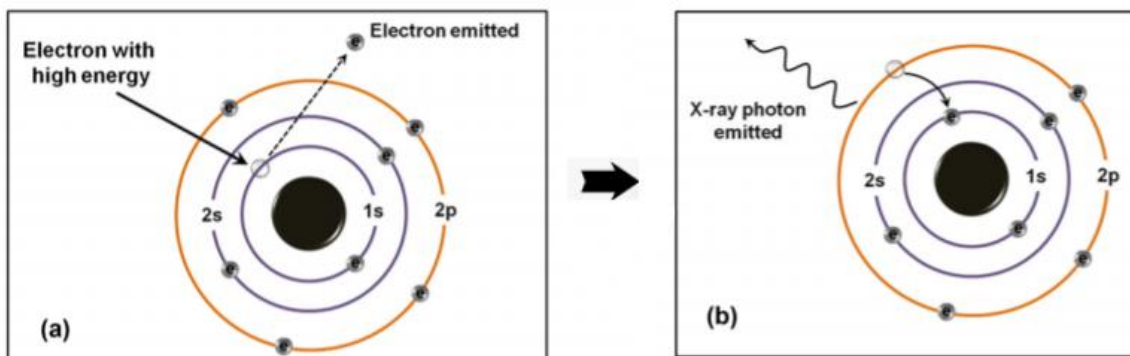 Electron emitted
Electron with
high energy
e
e
e
e
2s
1s
2p
e
e
e
e
(a)
X-ray photon
emitted
e
e
e
2s
1s
2p
e
e
e
e
(b)